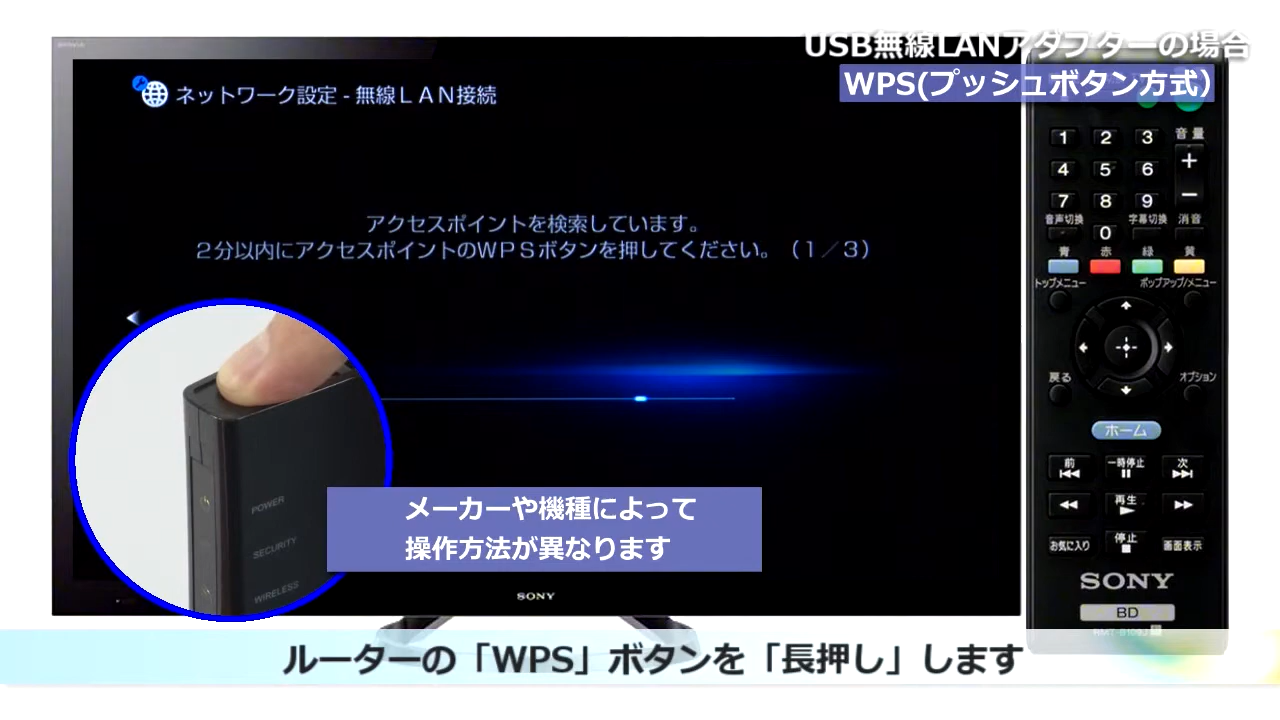 USB無線LANアダプターの場合
WPS(プッシュボタン方式)
ネットワーク設定 - 無線ＬＡＮ接続
アクセスポイントを検索しています。
２分以内にアクセスポイントのＷＰＳボタンを押してください。（１／３）
POWER
SECURITY
WIRELESS
メーカーや機種によって
操作方法が異なります
SONY
ルーターの「WPS」ボタンを「長押し」します
1 2 3 音量
4 5 6 +
7 8 9 −
音声切換 0 字幕切換 消音
青 赤 緑 黄
トップメニュー ポップアップ/メニュー
戻る オプション
ホーム
前 一時停止 次
再生
お気に入り 停止 画面表示
SONY
BD